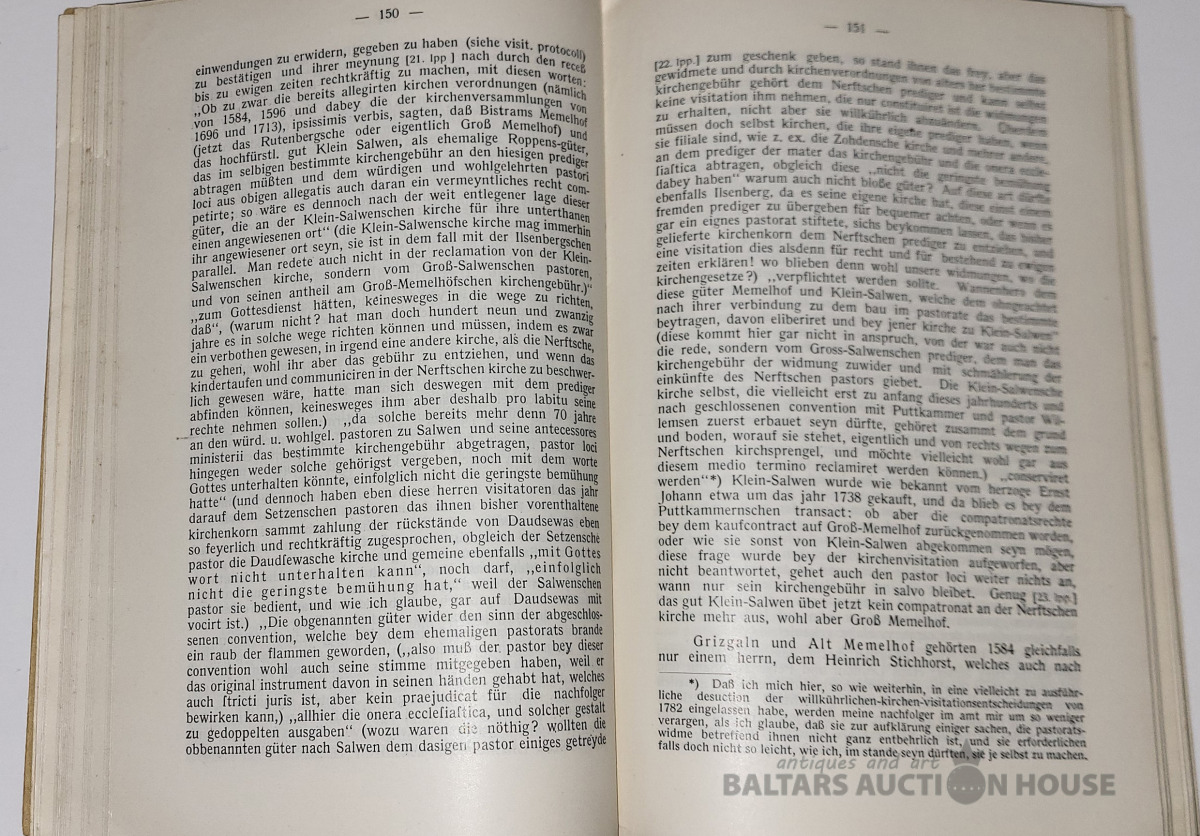 — 150 —
einwendungen zu erwidern, gegeben zu haben (siehe visit. protocoll)
zu bestätigen und ihrer meynung [21. lpp ] nach durch den receß
bis zu ewigen zeiten rechtkräftig zu machen, mit diesen worten:
„Ob zu zwar die bereits allegirten kirchen verordnungen (nämlich
von 1584, 1596 und dabey die der kirchenversammlungen von
1696 und 1713), ipsissimis verbis, sagten, daß Bistrams Memelhof
(jetzt das Rutenbergsche oder eigentlich Groß Memelhof) und
das hochfürstl. gut Klein Salwen, als ehemalige Roppens-güter,
das im selbigen bestimmte kirchengebühr an den hiesigen prediger
abtragen müßten und dem würdigen und wohlgelehrten pastori
loci aus obigen allegatis auch daran ein vermeyntliches recht com-
petirte; so wäre es dennoch nach der weit entlegener lage dieser
güter, die an der Klein-Salwenschen kirche für ihre unterthanen
einen angewiesenen ort“ (die Klein-Salwensche kirche mag immerhin
ihr angewiesener ort seyn, sie ist in dem fall mit der Ilsenbergschen
parallel. Man redete auch nicht in der reclamation von der Klein-
Salwenschen kirche, sondern vom Groß-Salwenschen pastoren,
und von seinen antheil am Groß-Memelhöfschen kirchengebühr.)“
„zum Gottesdienst hätten, keinesweges in die wege zu richten,
daß“, (warum nicht? hat man doch hundert neun und zwanzig
jahre es in solche wege richten können und müssen, indem es zwar
ein verbothen gewesen, in irgend eine andere kirche, als die Nerftsche,
zu gehen, wohl ihr aber das gebühr zu entziehen, und wenn das
kindertaufen und communiciren in der Nerftschen kirche zu beschwer-
lich gewesen wäre, hatte man sich deswegen mit dem prediger
abfinden können, keinesweges ihm aber deshalb pro labitu seine
rechte nehmen sollen.) „da solche bereits mehr denn 70 jahre
an den würd. u. wohlgel. pastoren zu Salwen und seine antecessores
ministerii das bestimmte kirchengebühr abgetragen, pastor loci
hingegen weder solche gehörigst vergeben, noch mit dem worte
Gottes unterhalten könnte, einfolglich nicht die geringste bemühung
hatte“ (und dennoch haben eben diese herren visitatoren das jahr
darauf dem Setzenschen pastoren das ihnen bisher vorenthaltene
kirchenkorn sammt zahlung der rückstände von Daudsewas eben
so feyerlich und rechtkräftig zugesprochen, obgleich der Setzensche
pastor die Daudsewasche kirche und gemeine ebenfalls „mit Gottes
wort nicht unterhalten kann“, noch darf, „einfolglich
nicht die geringste bemühung hat,“ weil der Salwenschen
pastor sie bedient, und wie ich glaube, gar auf Daudsewas mit
vocirt ist.) „Die obgenannten güter wider den sinn der abgeschlos-
senen convention, welche bey dem ehemaligen pastorats brande
ein raub der flammen geworden, („also muß der pastor bey dieser
convention wohl auch seine stimme mitgegeben haben, weil er
das original instrument davon in seinen händen gehabt hat, welches
auch stricti juris ist, aber kein praejudicat für die nachfolger
bewirken kann,) „allhier die onera ecclesiastica, und solcher gestalt
zu gedoppelten ausgaben“ (wozu waren die nöthig? wollten die
obbenannten güter nach Salwen dem dasigen pastor einiges getreyde
— 151 —
[22. lpp.] zum geschenk geben, so stand ihnen das frey, aber das
gewidmete und durch kirchenverordnungen von alters her bestimmte
kirchengebühr gehört dem Nerftschen prediger und kann selbst
keine visitation ihm nehmen, die nur constituirt ist die widmungen
zu erhalten, nicht aber sie willkührlich abzuändern. Überdem
müssen doch selbst kirchen, die ihre eigene prediger haben, wenn
sie filiale sind, wie z. ex. die Zohdensche kirche und mehrer andere,
an dem prediger der mater das kirchengebühr und die onera eccle-
siastica abtragen, obgleich diese „nicht die geringste bemühung
dabey haben“ warum auch nicht bloße güter? Auf diese art dürfte
ebenfalls Ilsenberg, da es seine eigene kirche hat, diese einst einem
fremden prediger zu übergeben für bequemer achten, oder wenn es
gar ein eignes pastorat stiftete, sichs beykommen lassen, das bisher
gelieferte kirchenkorn dem Nerftschen prediger zu entziehen, und
eine visitation dies alsdenn für recht und für bestehend zu ewigen
zeiten erklären! wo blieben denn wohl unsere widmungen, wo die
kirchengesetze?) „verpflichtet werden sollte. Wannenhero dem
diese güter Memelhof und Klein-Salwen, welche dem ohngeachtet
nach ihrer verbindung zu dem bau im pastorate das bestimmte
beytragen, davon eliberiret und bey jener kirche zu Klein-Salwen“
(diese kommt hier gar nicht in anspruch, von der war auch nicht
die rede, sondern vom Gross-Salwenschen prediger, dem man das
kirchengebühr der widmung zuwider und mit schmählerung der
einkünfte des Nerftschen pastors giebet. Die Klein-Salwensche
kirche selbst, die vielleicht erst zu anfang dieses jahrhunderts und
nach geschlossenen convention mit Puttkammer und pastor Wil-
lemsen zuerst erbauet seyn dürfte, gehöret zusammt dem grund
und boden, worauf sie stehet, eigentlich und von rechts wegen zum
Nerftschen kirchsprengel, und möchte vielleicht wohl gar aus
diesem medio termino reclamiret werden können.) „conserviret
werden“*) Klein-Salwen wurde wie bekannt vom herzoge Ernst
Johann etwa um das jahr 1738 gekauft, und da blieb es bey dem
Puttkammernschen transact: ob aber die compatronatsrechte
bey dem kaufcontract auf Groß-Memelhof zurückgenommen worden,
oder wie sie sonst von Klein-Salwen abgekommen seyn mögen,
diese frage wurde bey der kirchenvisitation aufgeworfen, aber
nicht beantwortet, gehet auch den pastor loci weiter nichts an,
wann nur sein kirchengebühr in salvo bleibet. Genug [23. lpp.]
das gut Klein-Salwen übet jetzt kein compatronat an der Nerftschen
kirche mehr aus, wohl aber Groß Memelhof.
Grizgaln und Alt Memelhof gehörten 1584 gleichfalls
nur einem herrn, dem Heinrich Stichhorst, welches auch nach
*) Daß ich mich hier, so wie weiterhin, in eine vielleicht zu ausführ-
liche desuction der willkührlichen-kirchen-visitationsentscheidungen von
1782 eingelassen habe, werden meine nachfolger im amt mir um so weniger
verargen, als ich glaube, daß sie zur aufklärung einiger sachen, die pastorats-
widme betreffend ihnen nicht ganz entbehrlich ist, und sie erforderlichen
falls doch nicht so leicht, wie ich, im stande seyn dürften, sie je selbst zu machen.
antiques and art
BALTARS AUCTION HOUSE